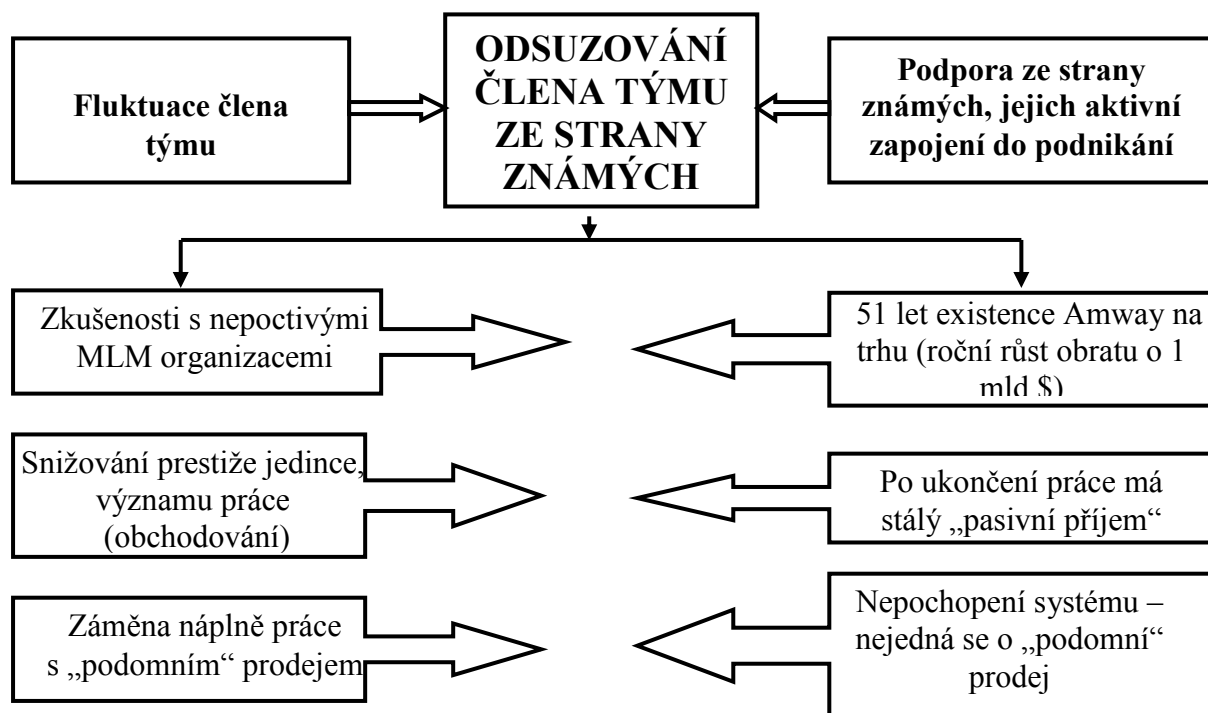 Fluktuace člena
týmu
ODSUZOVÁNÍ
ČLENA TÝMU
ZE STRANY
ZNÁMÝCH
Podpora ze strany
známých, jejich aktivní
zapojení do podnikání
Zkušenosti s nepoctivými
MLM organizacemi
51 let existence Amway na
trhu (roční růst obratu o 1
mld $)
Snižování prestiže jedince,
významu práce
(obchodování)
Po ukončení práce má
stálý „pasivní příjem“
Záměna náplně práce
s „podomním“ prodejem
Nepochopení systému –
nejedná se o „podomní“
prodej